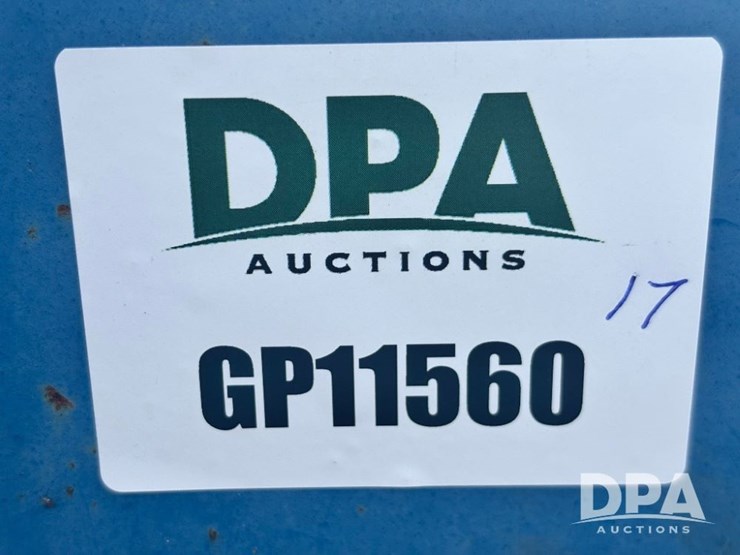 DPA
AUCTIONS
17
GP11560
DPA
AUCTIONS